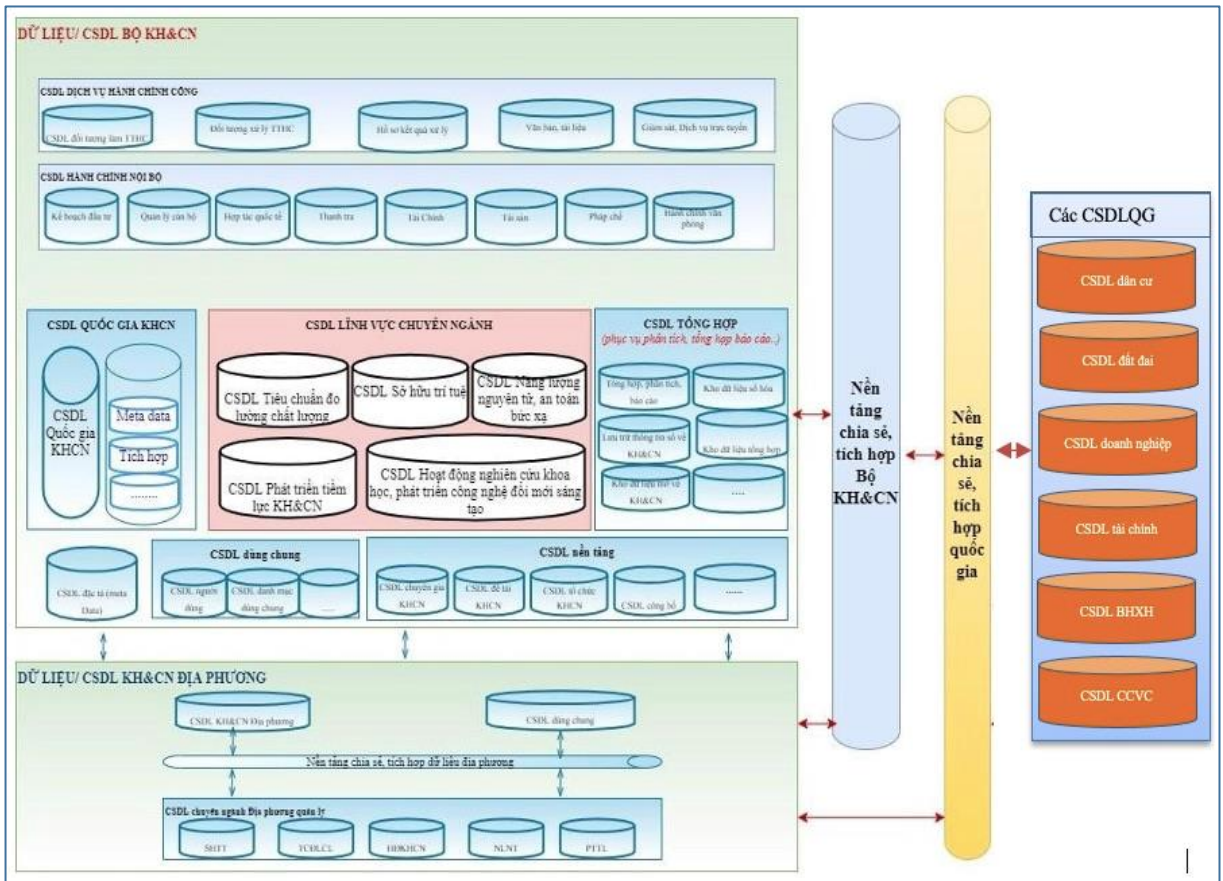 DỮ LIỆU/ CSDL BỘ KH&CN
CSDL DỊCH VỤ HÀNH CHÍNH CÔNG
CSDL đối tượng làm TTHC
Đối tượng xử lý TTHC
Hồ sơ kết quả xử lý
Văn bản, tài liệu
Giám sát, Dịch vụ trực tuyến
CSDL HÀNH CHÍNH NỘI BỘ
Kế hoạch đầu tư
Quản lý cán bộ
Hợp tác quốc tế
Thanh tra
Tài Chính
Tài sản
Pháp chế
Hành chính văn
phòng
CSDL QUỐC GIA KHCN
CSDL
Quốc gia
KHCN
Meta data
Tích hợp
.........
CSDL LĨNH VỰC CHUYÊN NGÀNH
CSDL Tiêu chuẩn đo
lường chất lượng
CSDL Sở hữu trí tuệ
CSDL Năng lượng
nguyên tử, an toàn
bức xạ
CSDL Phát triển tiềm
lực KH&CN
CSDL Hoạt động nghiên cứu khoa
học, phát triển công nghệ đổi mới sáng
tạo
CSDL TỔNG HỢP
(phục vụ phân tích, tổng hợp báo cáo..)
Tổng hợp, phân tích,
báo cáo
Kho dữ liệu số hóa
Lưu trữ thông tin số về
KH&CN
Kho dữ liệu tổng hợp
Kho dữ liệu mở về
KH&CN
....
CSDL đặc tả (meta
Data)
CSDL dùng chung
CSDL người
dùng
CSDL danh mục
dùng chung
.....
CSDL nền tảng
CSDL chuyên gia
KHCN
CSDL đề tài
KHCN
CSDL tổ chức
KHCN
CSDL công bố
......
DỮ LIỆU/ CSDL KH&CN ĐỊA PHƯƠNG
CSDL KH&CN Địa phương
CSDL dùng chung
Nền tảng chia sẻ, tích hợp dữ liệu địa phương
CSDL chuyên ngành Địa phương quản lý
SHTT
TCĐLCL
HĐKHCN
NLNT
PTTL
Nền
tảng
chia sẻ,
tích hợp
Bộ
KH&CN
Nền
tảng
chia
sẻ,
tích
hợp
quốc
gia
Các CSDLQG
CSDL dân cư
CSDL đất đai
CSDL doanh nghiệp
CSDL tài chính
CSDL BHXH
CSDL CCVC